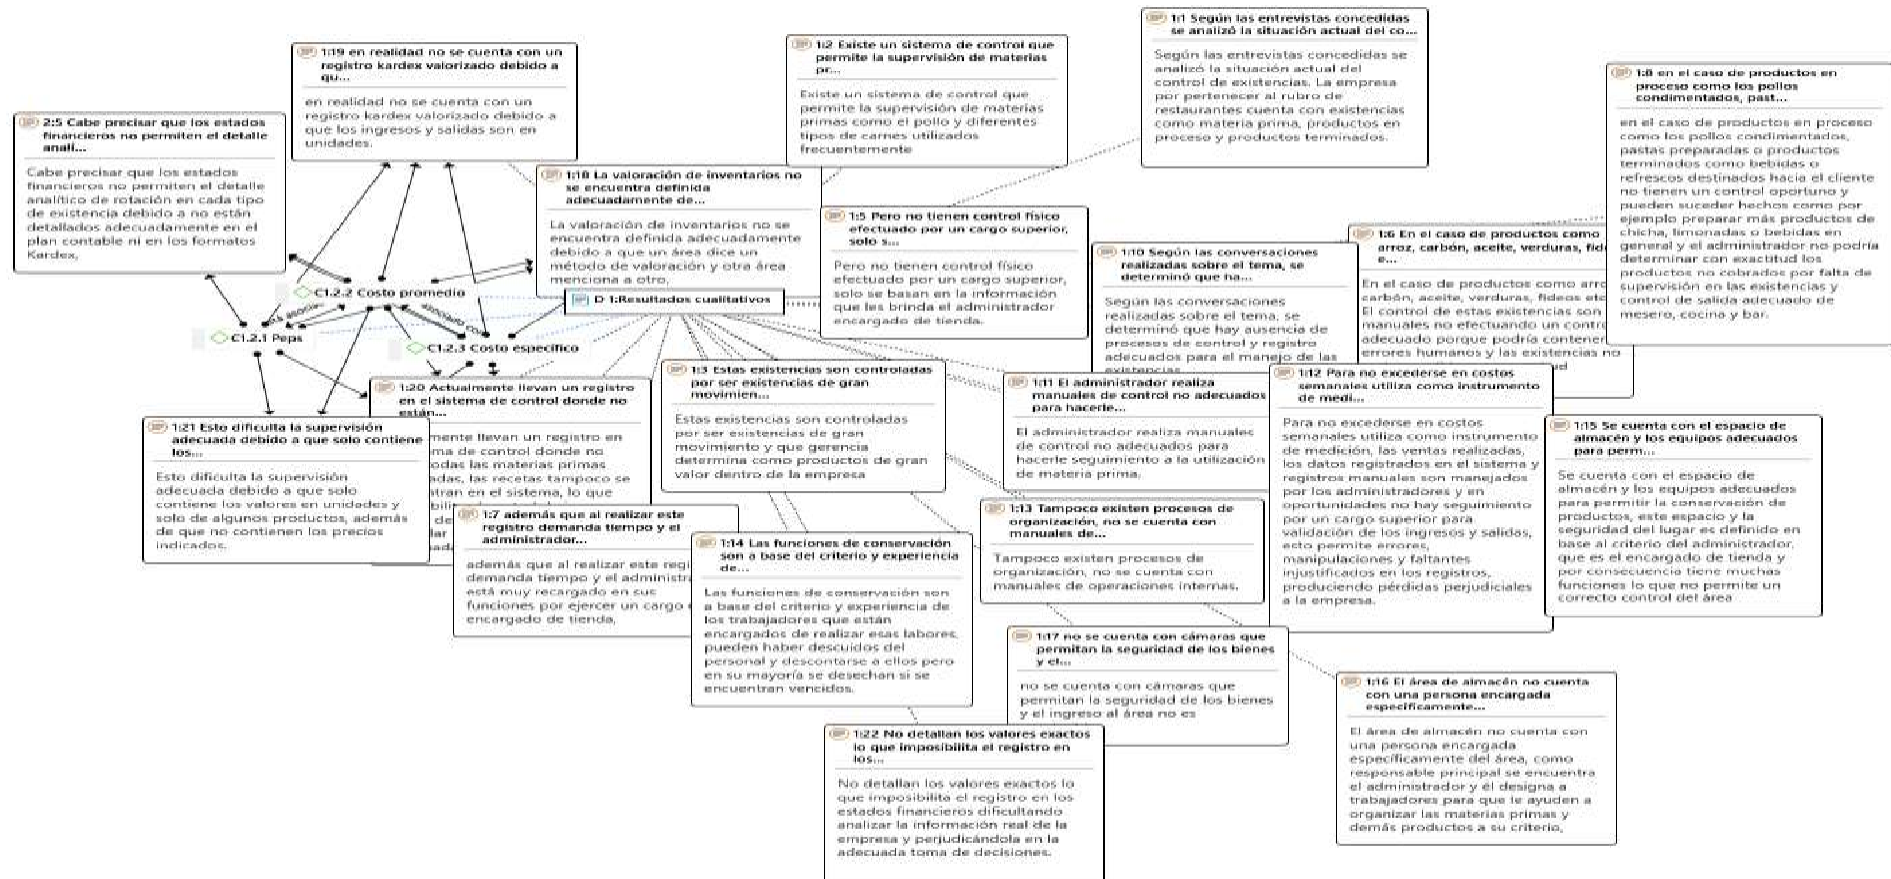 1:1 Según las entrevistas concedidas
se analizó la situación actual del co...
Según las entrevistas concedidas se
analizó la situación actual del
control de existencias. La empresa
por pertenecer al rubro de
restaurantes cuenta con existencias
como materia prima, productos en
proceso y productos terminados.
1:2 Existe un sistema de control que
permite la supervisión de materias
pr...
Existe un sistema de control que
permite la supervisión de materias
primas como el pollo y diferentes
tipos de carnes utilizados
frecuentemente
1:19 en realidad no se cuenta con un
registro kardex valorizado debido a
qu...
en realidad no se cuenta con un
registro kardex valorizado debido a
que los ingresos y salidas son en
unidades.
1:8 en el caso de productos en
proceso como los pollos
condimentados, past...
en el caso de productos en proceso
como los pollos condimentados,
pastas preparadas o productos
terminados como bebidas o
refrescos destinados hacia el cliente
no tienen un control oportuno y
pueden suceder hechos como por
ejemplo preparar más productos de
chicha, limonadas o bebidas en
general y el administrador no podría
determinar con exactitud los
productos no cobrados por falta de
supervisión en las existencias y
control de salida adecuado de
mesero, cocina y bar.
2:5 Cabe precisar que los estados
financieros no permiten el detalle
anali...
Cabe precisar que los estados
financieros no permiten el detalle
analítico de rotación en cada tipo
de existencia debido a no están
detallados adecuadamente en el
plan contable ni en los formatos
Kardex,
1:18 La valoración de inventarios no
se encuentra definida
adecuadamente de...
La valoración de inventarios no se
encuentra definida adecuadamente
debido a que un área dice un
método de valoración y otra área
menciona a otro.
1:5 Pero no tienen control físico
efectuado por un cargo superior,
solo s...
Pero no tienen control físico
efectuado por un cargo superior,
solo se basan en la información
que les brinda el administrador
encargado de tienda.
1:10 Según las conversaciones
realizadas sobre el tema, se
determinó que ha...
Según las conversaciones
realizadas sobre el tema, se
determinó que hay ausencia de
procesos de control y registro
adecuados para el manejo de las
existencias
1:6 En el caso de productos como
arroz, carbón, aceite, verduras,
e...
En el caso de productos como
carbón, aceite, verduras, fideos
El control de estas existencias son
manuales no efectuando un
adecuado porque podría
errores humanos y las existencias no
C1.2.2 Costo promedio
D 1:Resultados cualitativos
C1.2.1 Peps
C1.2.3 Costo específico
1:20 Actualmente llevan un registro
en el sistema de control donde no
están...
llevan un registro en
de control donde no
las materias primas
las recetas tampoco se
en el sistema, lo que
1:3 Estas existencias son controladas
por ser existencias de gran
movimien...
Estas existencias son controladas
por ser existencias de gran
movimiento y que gerencia
determina como productos de gran
valor dentro de la empresa
1:11 El administrador realiza
manuales de control no adecuados
para hacerle...
El administrador realiza manuales
de control no adecuados para
hacerle seguimiento a la utilización
de materia prima.
1:12 Para no excederse en costos
semanales utiliza como instrumento
de medi...
Para no excederse en costos
semanales utiliza como instrumento
de medición, las ventas realizadas,
los datos registrados en el sistema y
registros manuales son manejados
por los administradores y en
oportunidades no hay seguimiento
por un cargo superior para
validación de los ingresos y salidas,
esto permite errores,
manipulaciones y faltantes
injustificados en los registros,
produciendo pérdidas perjudiciales
a la empresa.
1:15 Se cuenta con el espacio de
almacén y los equipos adecuados
para perm...
Se cuenta con el espacio de
almacén y los equipos adecuados
para permitir la conservación de
productos, este espacio y la
seguridad del lugar es definido en
base al criterio del administrador,
que es el encargado de tienda y
por consecuencia tiene muchas
funciones lo que no permite un
correcto control del área
1:21 Esto dificulta la supervisión
adecuada debido a que solo contiene
los...
Esto dificulta la supervisión
adecuada debido a que solo
contiene los valores en unidades y
solo de algunos productos, además
de que no contienen los precios
indicados.
1:7 además que al realizar este
registro demanda tiempo y el
administrador...
además que al realizar este
demanda tiempo y el
está muy recargado en sus
funciones por ejercer un cargo
encargado de tienda,
1:14 Las funciones de conservación
son a base del criterio y experiencia
de...
Las funciones de conservación son
a base del criterio y experiencia de
los trabajadores que están
encargados de realizar esas labores,
pueden haber descuidos del
personal y descontarse a ellos pero
en su mayoría se desechan si se
encuentran vencidos.
1:13 Tampoco existen procesos de
organización, no se cuenta con
manuales de...
Tampoco existen procesos de
organización, no se cuenta con
manuales de operaciones internas.
1:17 no se cuenta con cámaras que
permitan la seguridad de los bienes
y el...
no se cuenta con cámaras que
permitan la seguridad de los bienes
y el ingreso al área no es
1:16 El área de almacén no cuenta
con una persona encargada
específicamente...
El área de almacén no cuenta con
una persona encargada
específicamente del área, como
responsable principal se encuentra
el administrador y él designa a
trabajadores para que le ayuden a
organizar las materias primas y
demás productos a su criterio,
1:22 No detallan los valores exactos
lo que imposibilita el registro en
los...
No detallan los valores exactos lo
que imposibilita el registro en los
estados financieros dificultando
analizar la información real de la
empresa y perjudicándola en la
adecuada toma de decisiones.